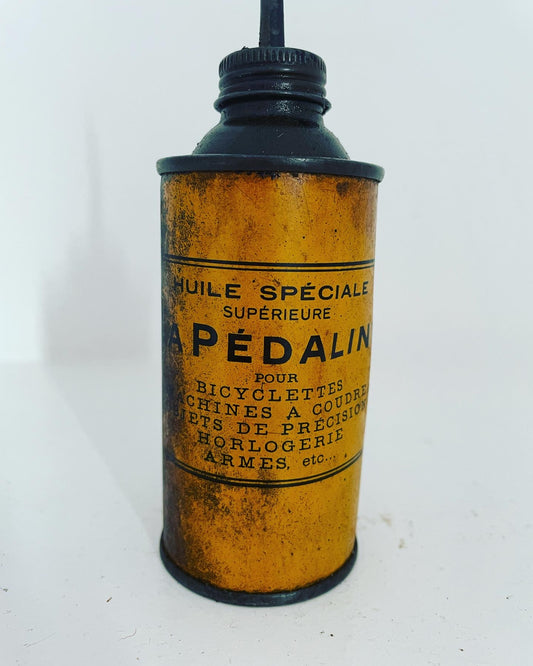 HUILE SPÉCIALE
SUPÉRIEURE
APÉDALIN
POUR
BICYCLETTES
ACHINES A COUDRE
JETS DE PRÉCISION
HORLOGERIE
ARMES, etc...